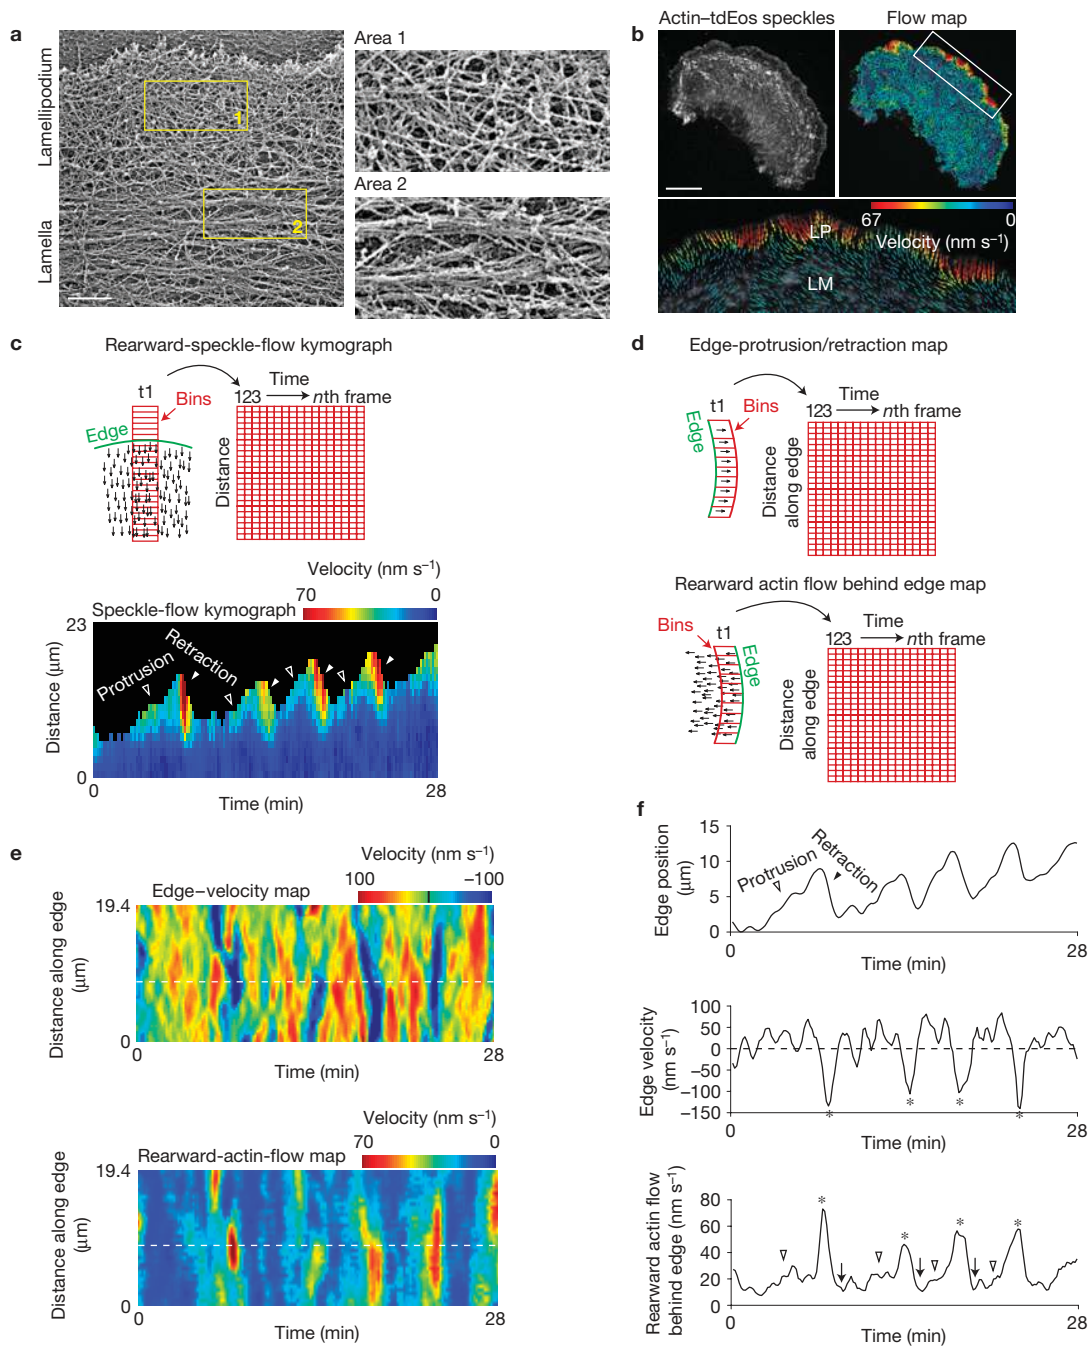 a
Lamellipodium
Lamella
1
2
Area 1
Area 2
b
Actin–tdEos speckles
Flow map
67
0
Velocity (nm s⁻¹)
LP
LM
c
Rearward-speckle-flow kymograph
t1
Bins
Edge
Time
123
nth frame
Distance
Velocity (nm s⁻¹)
70
0
Speckle-flow kymograph
23
Protrusion
Retraction
Distance (μm)
0
0
28
Time (min)
d
Edge-protrusion/retraction map
t1
Bins
Edge
Time
123
nth frame
Distance
along edge
Rearward actin flow behind edge map
Bins
t1
Edge
Time
123
nth frame
Distance
along edge
e
Velocity (nm s⁻¹)
Edge–velocity map
100
−100
19.4
Distance along edge
(μm)
0
0
28
Time (min)
Velocity (nm s⁻¹)
Rearward-actin-flow map
70
0
19.4
Distance along edge
(μm)
0
0
28
Time (min)
f
15
10
5
0
Edge position
(μm)
Protrusion
Retraction
0
28
Time (min)
100
50
0
−50
−100
−150
Edge velocity
(nm s⁻¹)
* * * *
0
28
Time (min)
80
60
40
20
0
Rearward actin flow
behind edge (nm s⁻¹)
* * * *
0
28
Time (min)